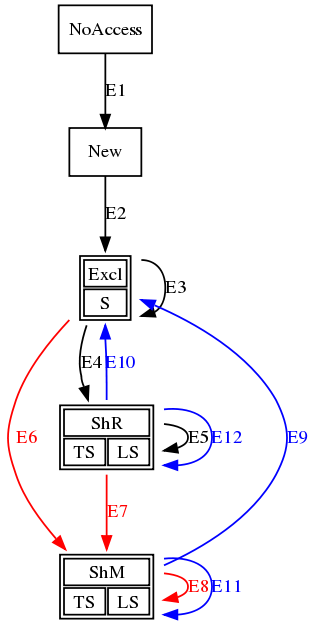 NoAccess
E1
New
E2
Excl
S
E3
E4
E10
ShR
TS LS
E5
E12
E6
E9
E7
ShM
TS LS
E8
E11